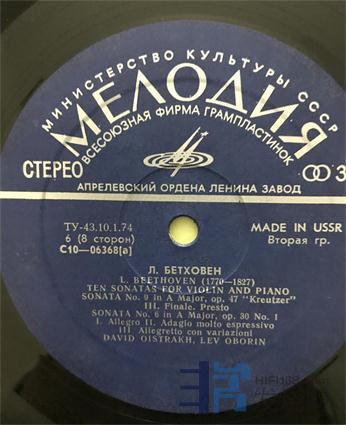 МИНИСТЕРСТВО КУЛЬТУРЫ СССР
МЕЛОДИЯ
ВСЕСОЮЗНАЯ ФИРМА ГРАМПЛАСТИНОК
СТЕРЕО
33
АПРЕЛЕВСКИЙ ОРДЕНА ЛЕНИНА ЗАВОД
ТУ-43.10.1.74
6 (8 сторон)
С10—06368[а]
MADE IN USSR
Вторая гр.
Л. БЕТХОВЕН
L. BEETHOVEN (1770—1827)
TEN SONATAS FOR VIOLIN AND PIANO
SONATA No. 9 in A Major, op. 47 "Kreutzer"
III. Finale. Presto
SONATA No. 6 in A Major, op. 30 No. 1
I. Allegro II. Adagio molto espressivo
III Allegretto con variazioni
DAVID OISTRAKH, LEV OBORIN